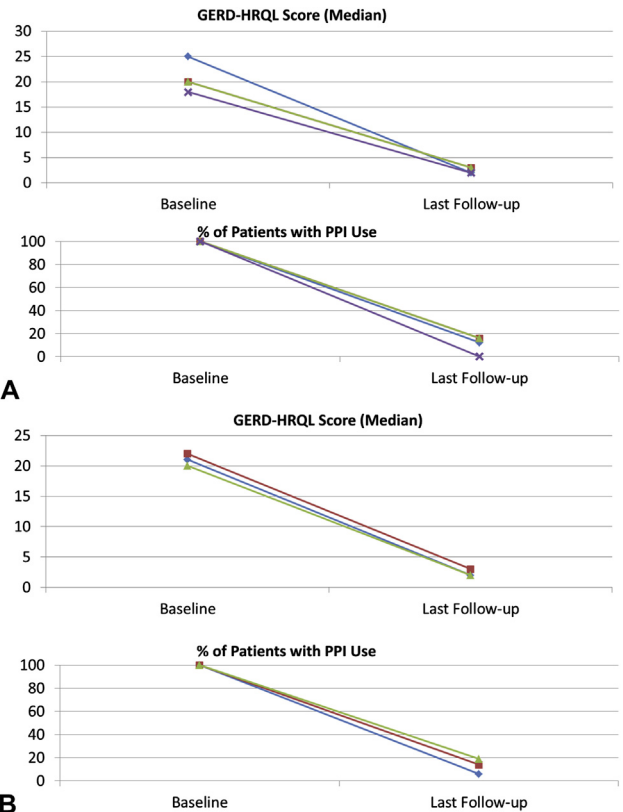 GERD-HRQL Score (Median)
30
25
20
15
10
5
0
Baseline Last Follow-up
% of Patients with PPI Use
100
80
60
40
20
0
Baseline Last Follow-up
A
GERD-HRQL Score (Median)
25
20
15
10
5
0
Baseline Last Follow-up
% of Patients with PPI Use
100
80
60
40
20
0
Baseline Last Follow-up
B